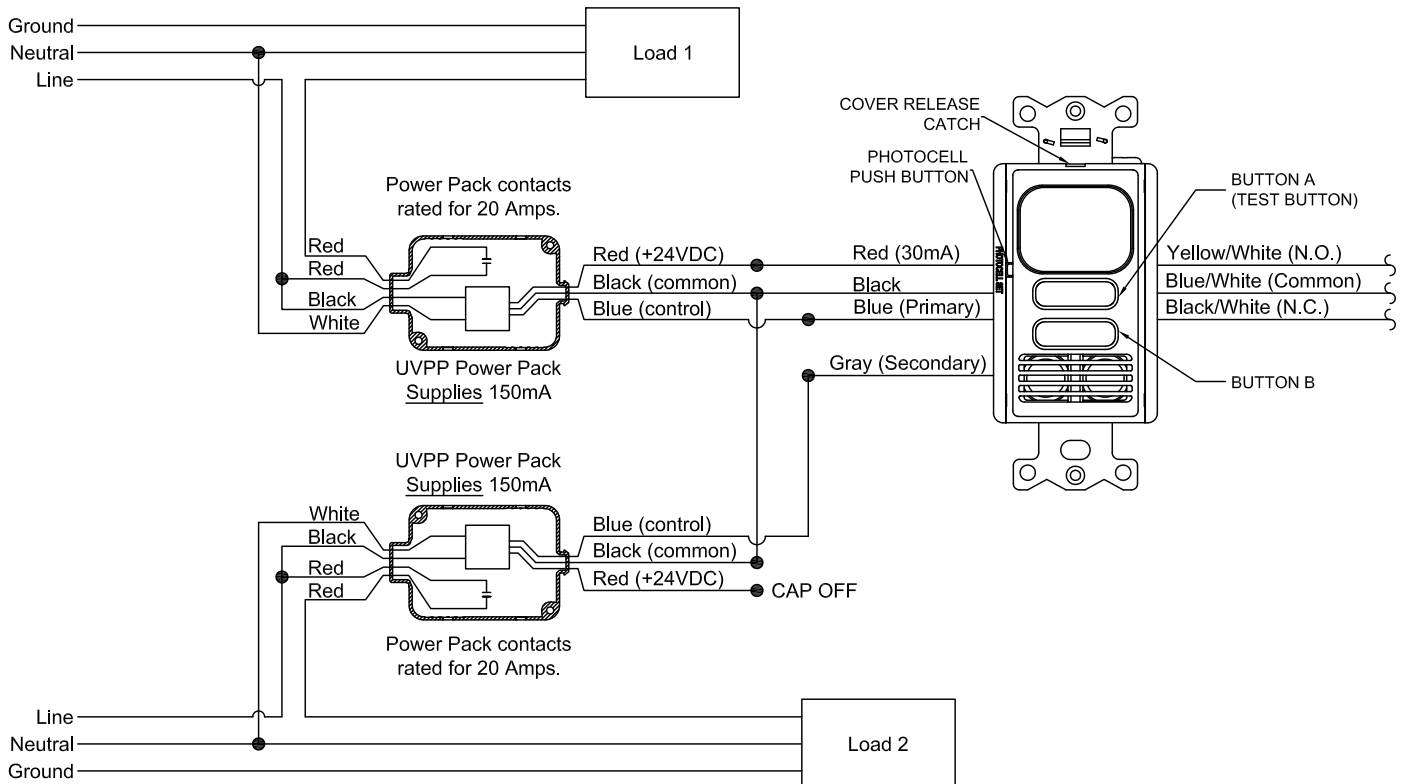 Ground
Neutral
Line
Load 1
COVER RELEASE
CATCH
PHOTOCELL
PUSH BUTTON
BUTTON A
(TEST BUTTON)
Power Pack contacts
rated for 20 Amps.
Red
Red
Black
White
Red (+24VDC)
Black (common)
Blue (control)
Red (30mA)
Black
Blue (Primary)
Gray (Secondary)
PHOTOCELL SET
Yellow/White (N.O.)
Blue/White (Common)
Black/White (N.C.)
BUTTON B
UVPP Power Pack
Supplies 150mA
UVPP Power Pack
Supplies 150mA
White
Black
Red
Red
Blue (control)
Black (common)
Red (+24VDC)
CAP OFF
Power Pack contacts
rated for 20 Amps.
Line
Neutral
Ground
Load 2